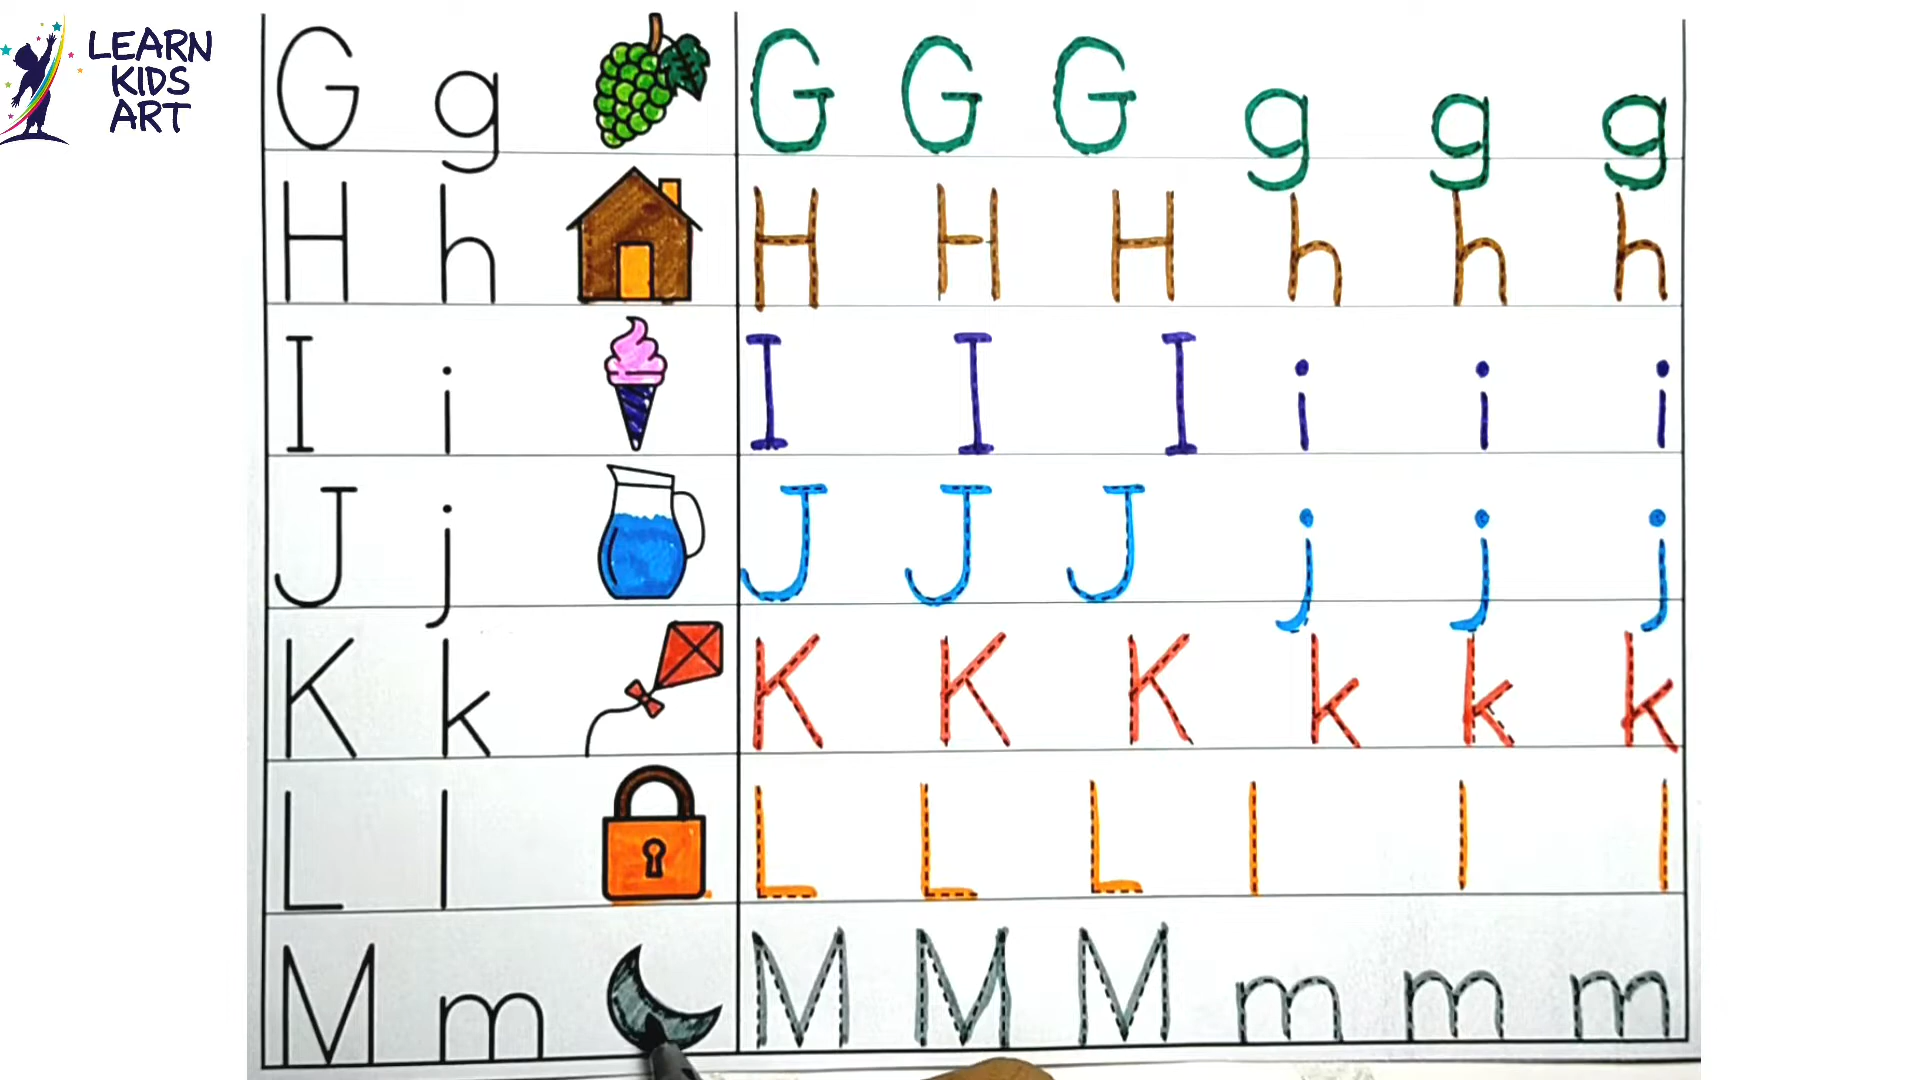 LEARN
KIDS
ART
G g G G G g g g
H h H H H h h h
I i I I I i i i
J j J J J j j j
K k K K K k k k
L l L L L l l l
M m M M M m m m